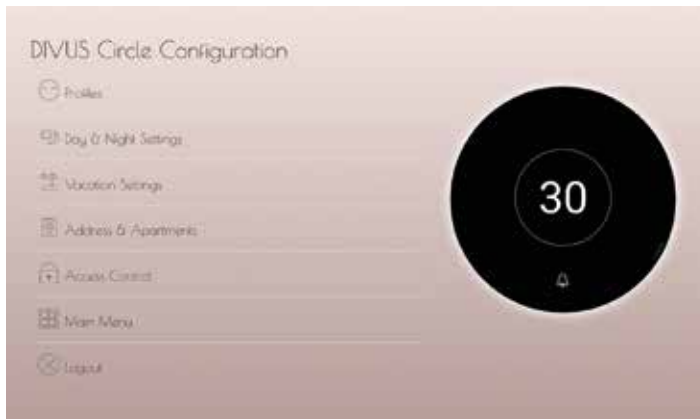 DIVUS Circle Configuration
Profiles
Day & Night Settings
Vacation Settings
Address & Apartments
Access Control
Main Menu
Logout
30